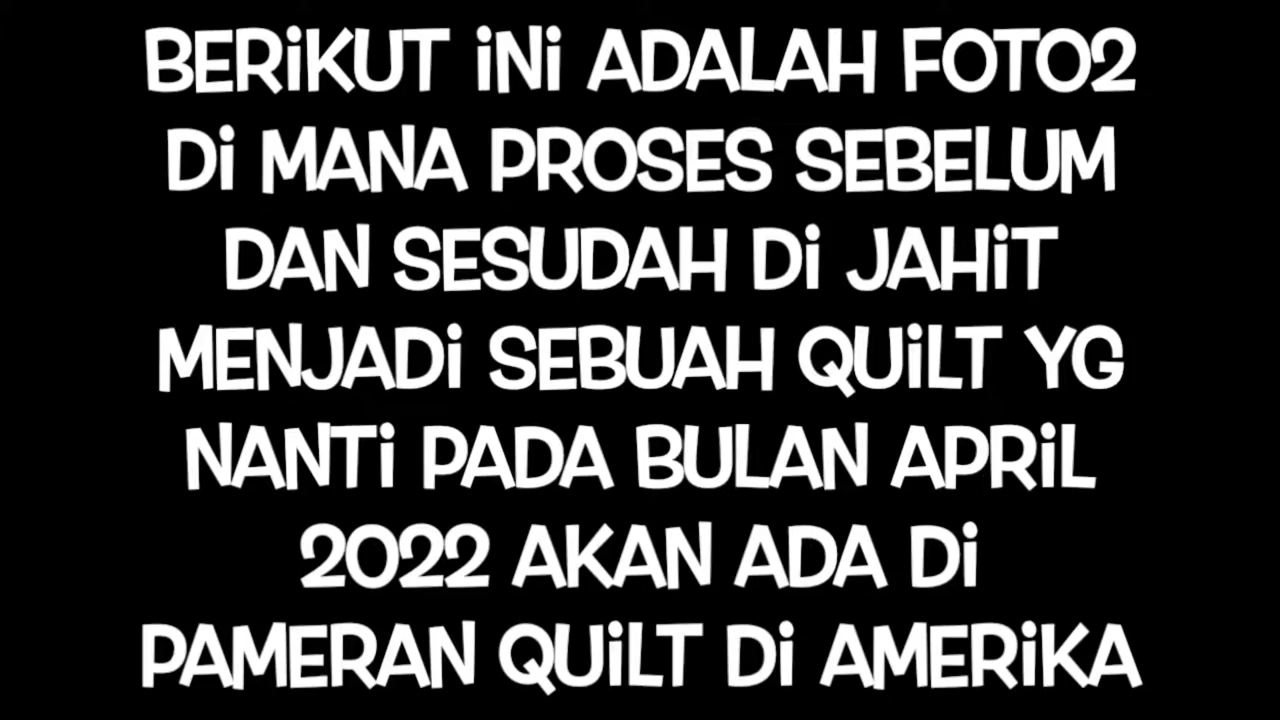 BERiKUT iNi ADALAH FOTO2
Di MANA PROSES SEBELUM
DAN SESUDAH Di JAHiT
MENJADi SEBUAH QUiLT YG
NANTi PADA BULAN APRiL
2022 AKAN ADA Di
PAMERAN QUiLT Di AMERiKA